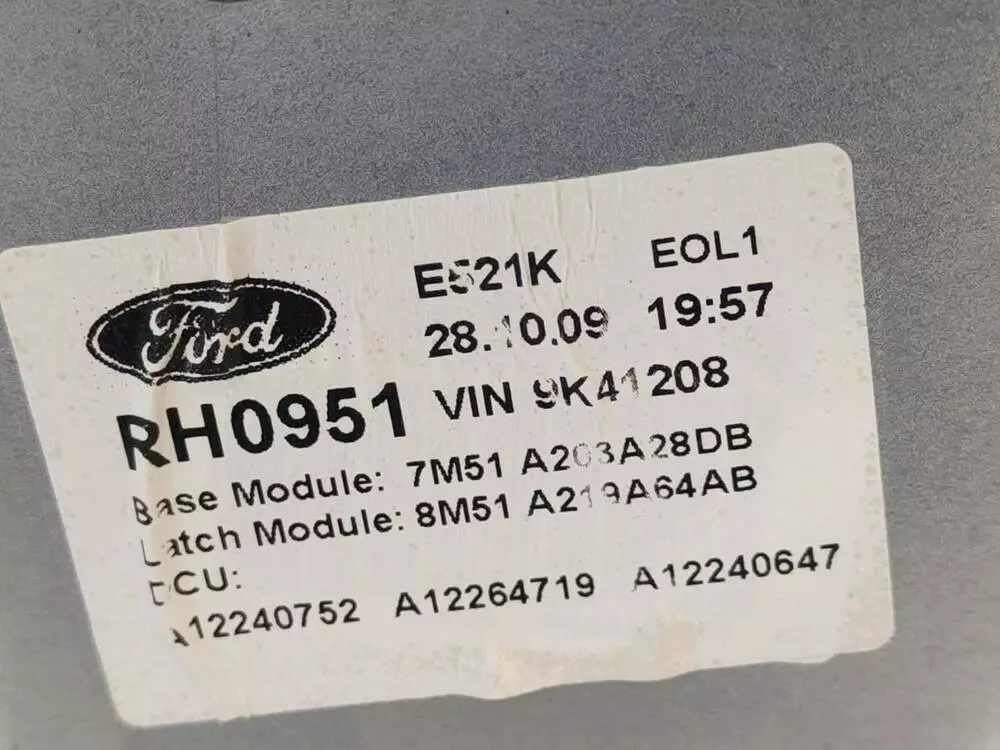 Ford
E521K EOL1
28.10.09 19:57
RH0951 VIN 9K41208
Base Module: 7M51 A203A28DB
Latch Module: 8M51 A219A64AB
ECU:
A12240752 A12264719 A12240647